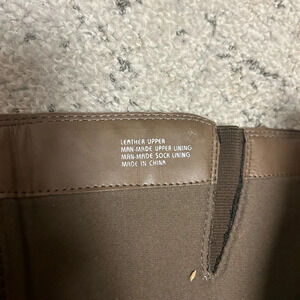 LEATHER UPPER
MAN-MADE UPPER LINING
MAN-MADE SOCK LINING
MADE IN CHINA